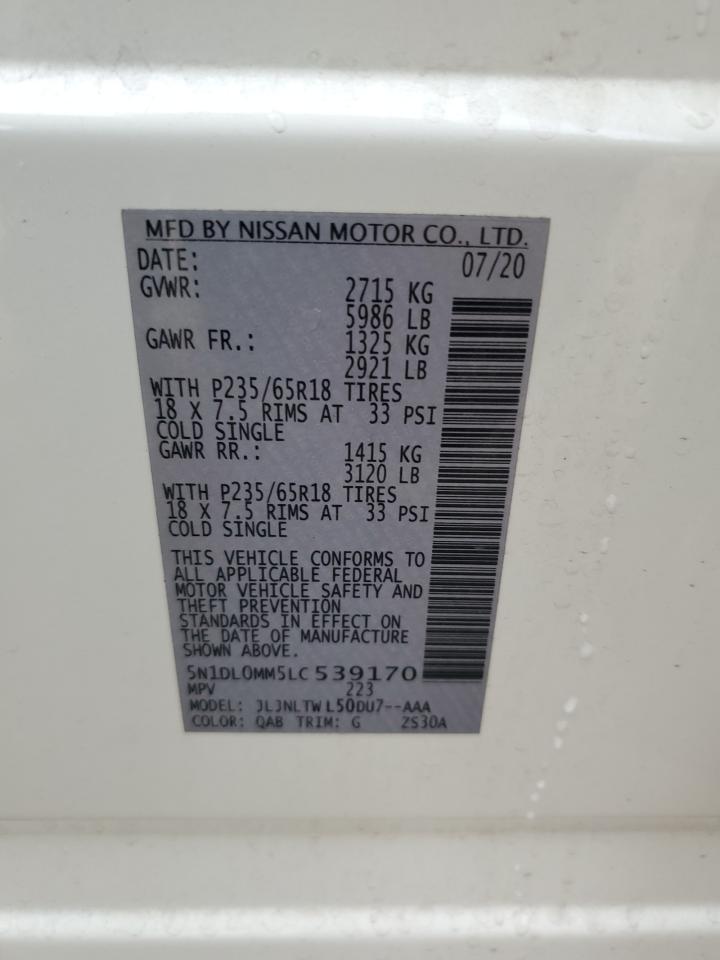 MFD BY NISSAN MOTOR CO., LTD.
DATE: 07/20
GVWR: 2715 KG
5986 LB
GAWR FR.: 1325 KG
2921 LB
WITH P235/65R18 TIRES
18 X 7.5 RIMS AT 33 PSI
COLD SINGLE
GAWR RR.: 1415 KG
3120 LB
WITH P235/65R18 TIRES
18 X 7.5 RIMS AT 33 PSI
COLD SINGLE
THIS VEHICLE CONFORMS TO
ALL APPLICABLE FEDERAL
MOTOR VEHICLE SAFETY AND
THEFT PREVENTION
STANDARDS IN EFFECT ON
THE DATE OF MANUFACTURE
SHOWN ABOVE.
5N1DL0MM5LC539170
MPV 223
MODEL: JLJNLTWL50DU7--AAA
COLOR: QAB TRIM: G ZS30A